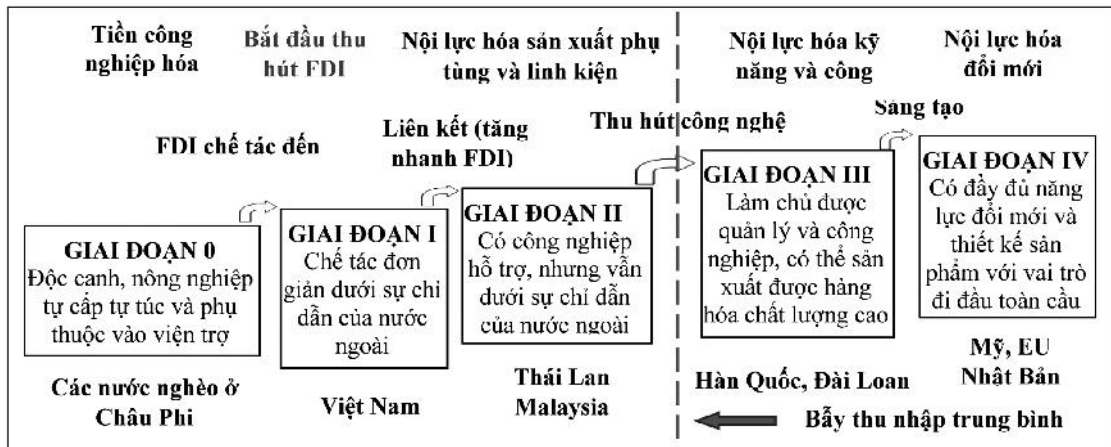 Tiền công
nghiệp hóa
Bắt đầu thu
hút FDI
Nội lực hóa sản xuất phụ
tùng và linh kiện
Nội lực hóa kỹ
năng và công
Nội lực hóa
đổi mới
FDI chế tác đến
Liên kết (tăng
nhanh FDI)
Thu hút công nghệ
Sáng tạo
GIAI ĐOẠN 0
Độc canh, nông nghiệp
tự cấp tự túc và phụ
thuộc vào viện trợ
GIAI ĐOẠN I
Chế tác đơn
giản dưới sự chỉ
dẫn của nước
ngoài
GIAI ĐOẠN II
Có công nghiệp
hỗ trợ, nhưng vẫn
dưới sự chỉ dẫn
của nước ngoài
GIAI ĐOẠN III
Làm chủ được
quản lý và công
nghiệp, có thể sản
xuất được hàng
hóa chất lượng cao
GIAI ĐOẠN IV
Có đầy đủ năng
lực đổi mới và
thiết kế sản
phẩm với vai trò
đi đầu toàn cầu
Các nước nghèo ở
Châu Phi
Việt Nam
Thái Lan
Malaysia
Hàn Quốc, Đài Loan
Mỹ, EU
Nhật Bản
Bẫy thu nhập trung bình